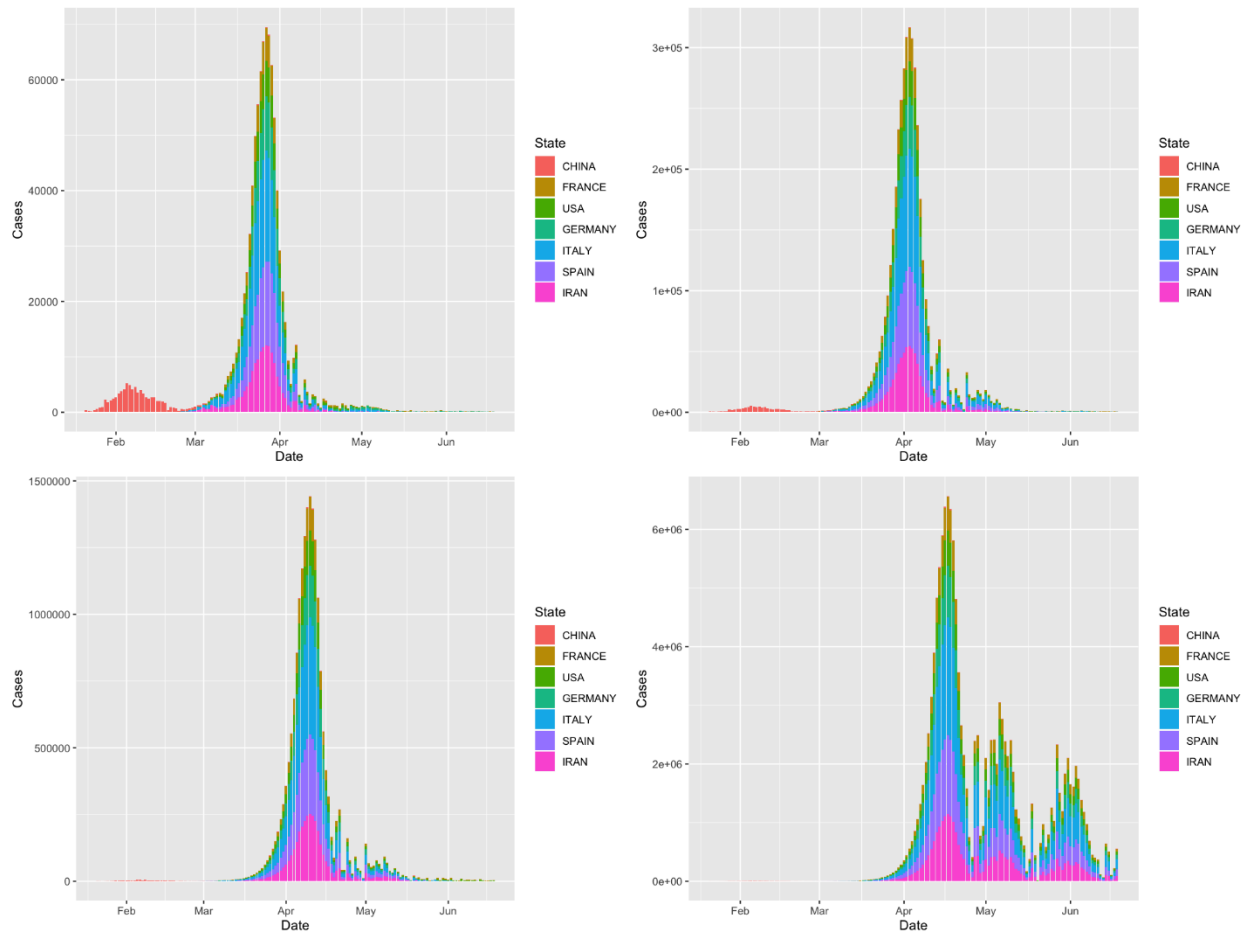 60000
40000
20000
0
Cases
Feb
Mar
Apr
May
Jun
Date
State
CHINA
FRANCE
USA
GERMANY
ITALY
SPAIN
IRAN
3e+05
2e+05
1e+05
0e+00
Cases
Feb
Mar
Apr
May
Jun
Date
State
CHINA
FRANCE
USA
GERMANY
ITALY
SPAIN
IRAN
1500000
1000000
500000
0
Cases
Feb
Mar
Apr
May
Jun
Date
State
CHINA
FRANCE
USA
GERMANY
ITALY
SPAIN
IRAN
6e+06
4e+06
2e+06
0e+00
Cases
Feb
Mar
Apr
May
Jun
Date
State
CHINA
FRANCE
USA
GERMANY
ITALY
SPAIN
IRAN